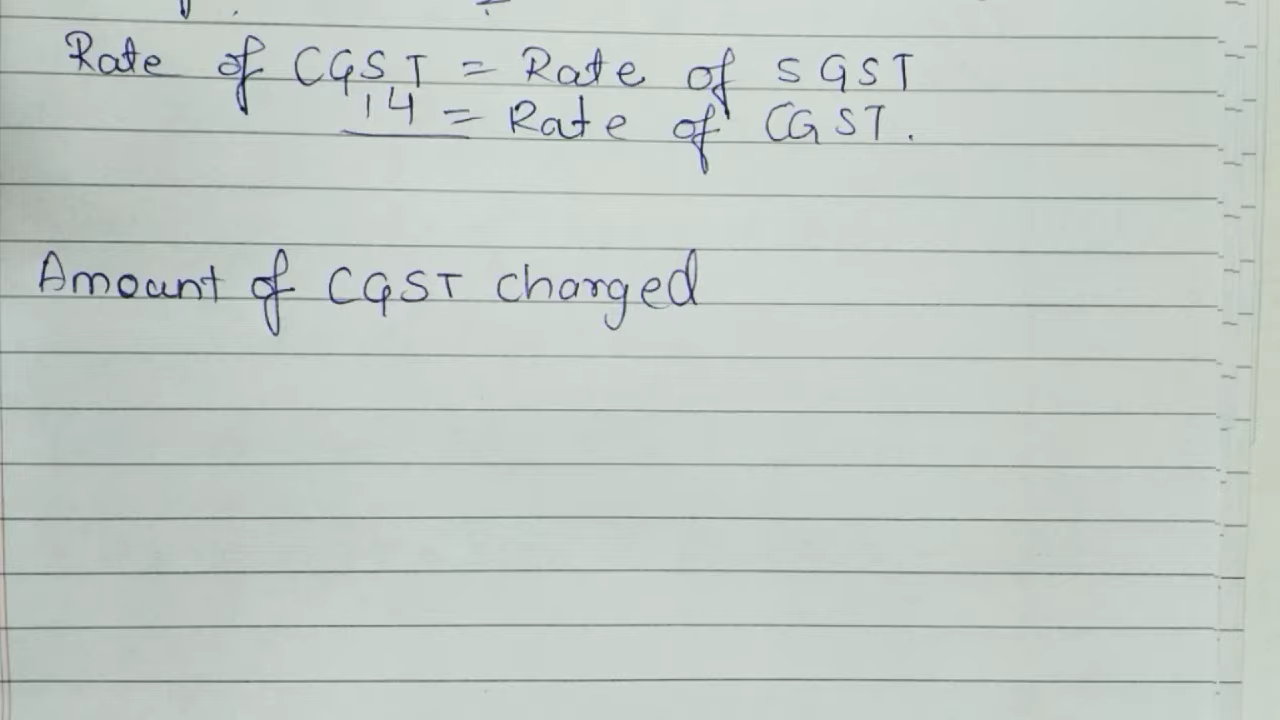 Rate of CGST = Rate of SGST
14 = Rate of CGST.
Amount of CGST charged